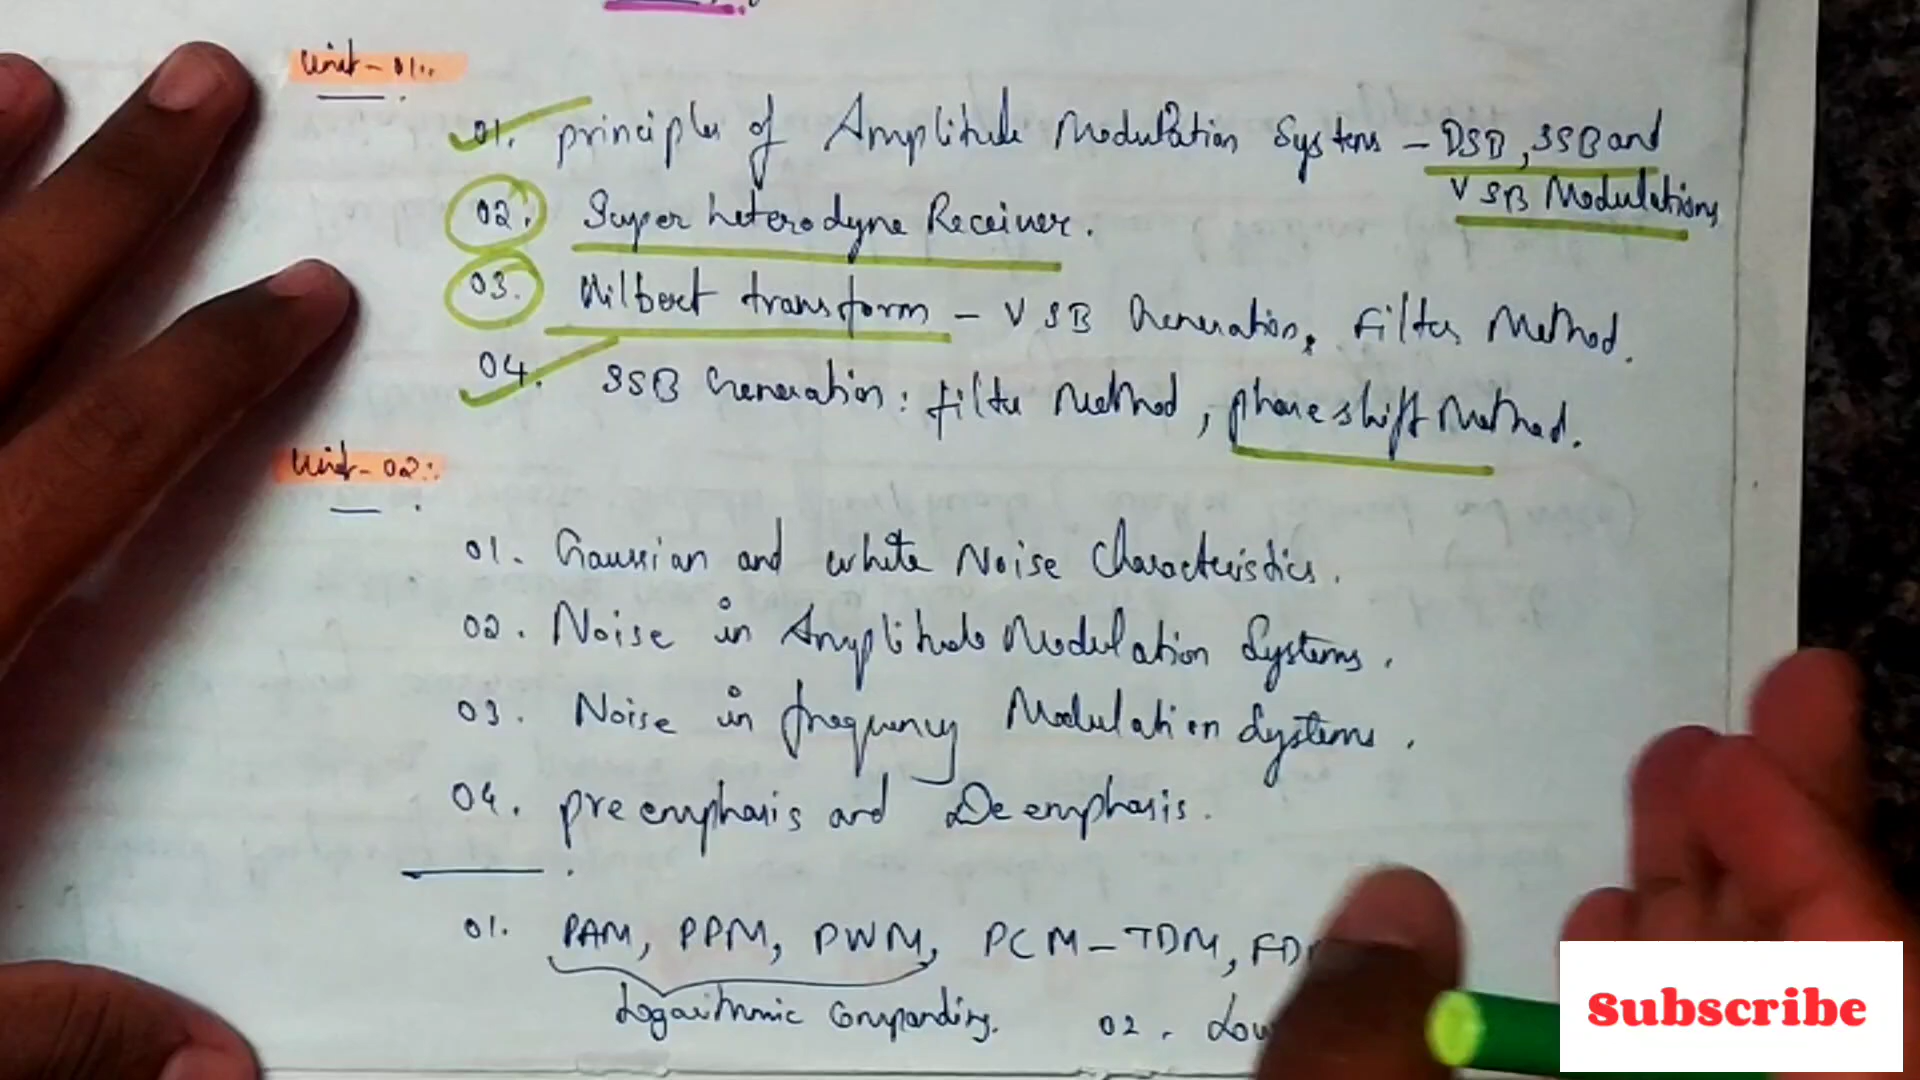 Unit - 01:
01. principles of Amplitude Modulation Systems - DSB, SSB and
VSB Modulations
02. Super heterodyne Receiver.
03. Hilbert transform - VSB Generation, Filter Method.
04. SSB Generation: Filter Method, phase shift Method.
Unit - 02:
01. Gaussian and white Noise Characteristics.
02. Noise in Amplitude Modulation Systems.
03. Noise in frequency Modulation Systems.
04. pre emphasis and De emphasis.
01. PAM, PPM, PWM, PCM - TDM,
Logarithmic Companding. 02.
Subscribe